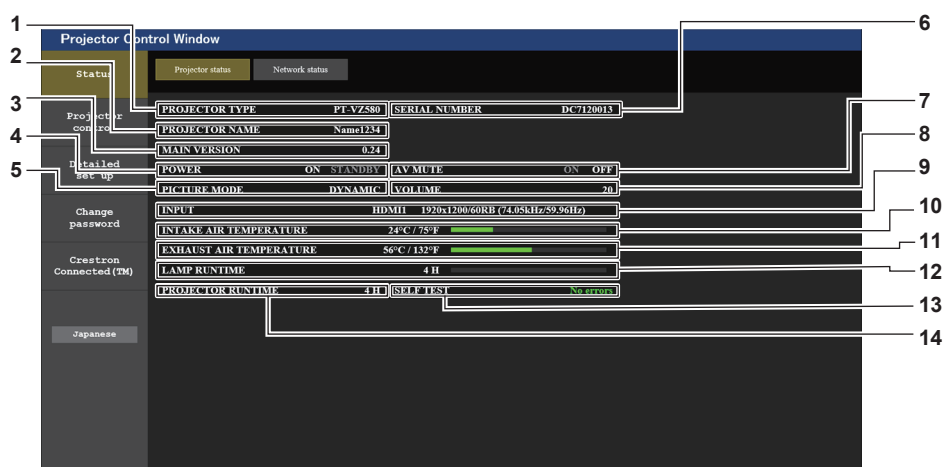 1
6
Projector Control Window
2
Status
Projector status
Network status
3
PROJECTOR TYPE PT-VZ580 SERIAL NUMBER DC7120013
7
Projector
control
PROJECTOR NAME Name1234
4
8
MAIN VERSION 0.24
5
Detailed
set up
POWER ON STANDBY AV MUTE ON OFF
9
PICTURE MODE DYNAMIC VOLUME 20
10
Change
password
INPUT HDMI1 1920x1200/60RB (74.05kHz/59.96Hz)
INTAKE AIR TEMPERATURE 24°C / 75°F
11
EXHAUST AIR TEMPERATURE 56°C / 132°F
Crestron
Connected(TM)
LAMP RUNTIME 4 H
12
PROJECTOR RUNTIME 4 H SELF TEST No errors
13
Japanese
14